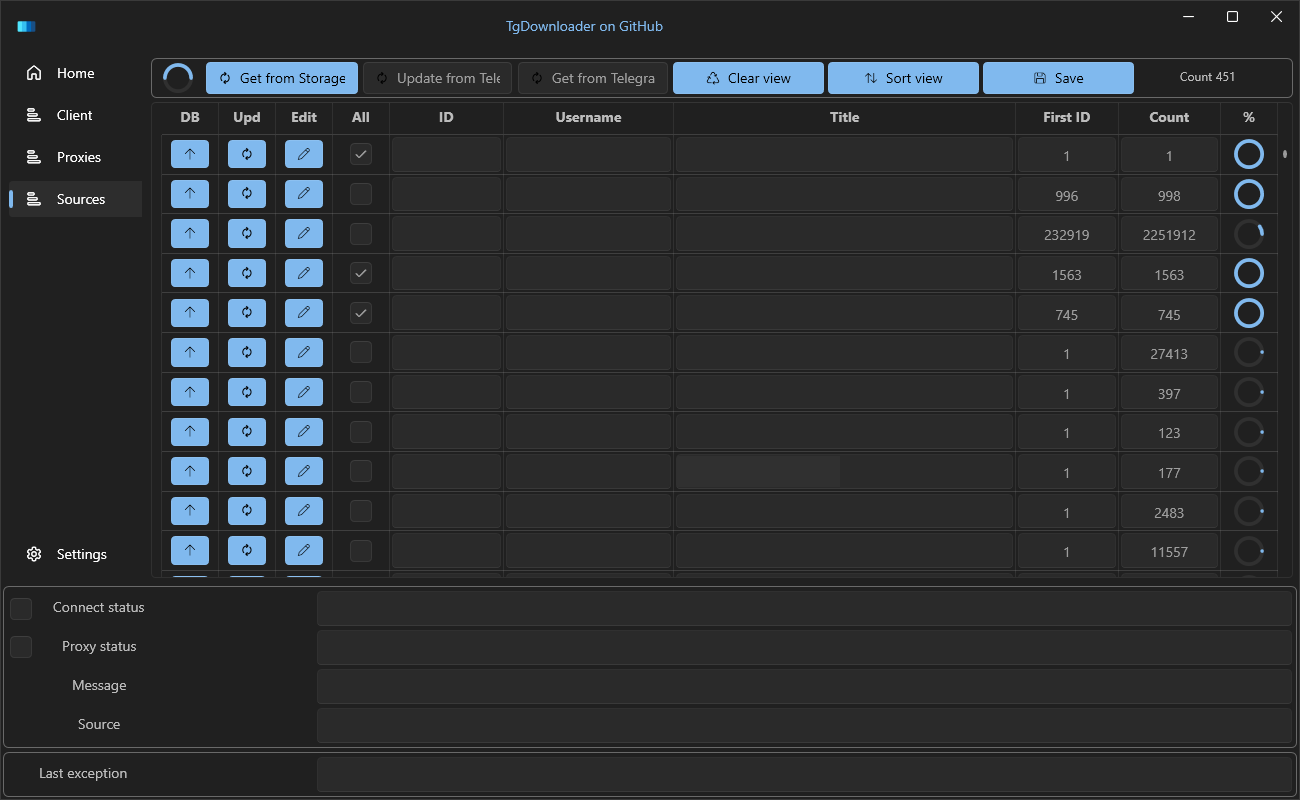 TgDownloader on GitHub
Home
Client
Proxies
Sources
Settings
Get from Storage
Update from Tele
Get from Telegra
Clear view
Sort view
Save
Count 451
DB Upd Edit All ID Username Title First ID Count %
1 1
996 998
232919 2251912
1563 1563
745 745
1 27413
1 397
1 123
1 177
1 2483
1 11557
Connect status
Proxy status
Message
Source
Last exception